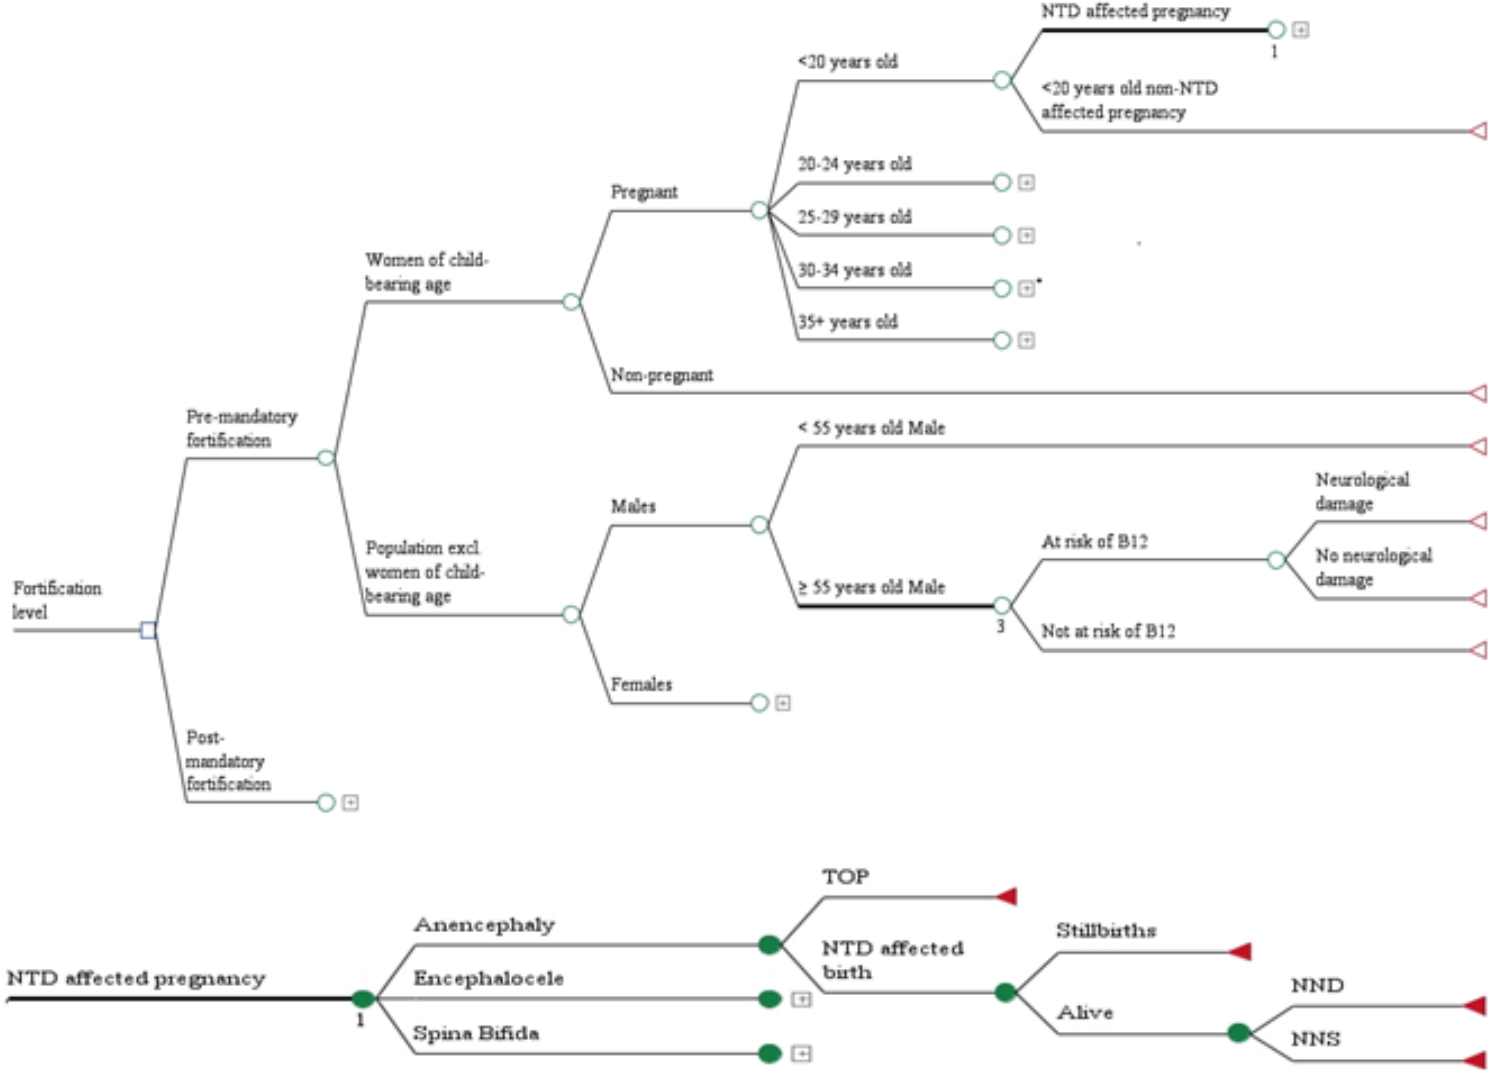 NTD affected pregnancy
1
<20 years old
<20 years old non-NTD
affected pregnancy
20-24 years old
Pregnant
25-29 years old
Women of child-
bearing age
30-34 years old
35+ years old
Non-pregnant
Pre-mandatory
fortification
< 55 years old Male
Neurological
damage
Males
At risk of B12
Population excl.
women of child-
bearing age
No neurological
damage
Fortification
level
≥ 55 years old Male
3
Not at risk of B12
Females
Post-
mandatory
fortification
TOP
Anencephaly
Stillbirths
NTD affected
birth
NTD affected pregnancy
1
Encephalocele
NND
Alive
Spina Bifida
NNS